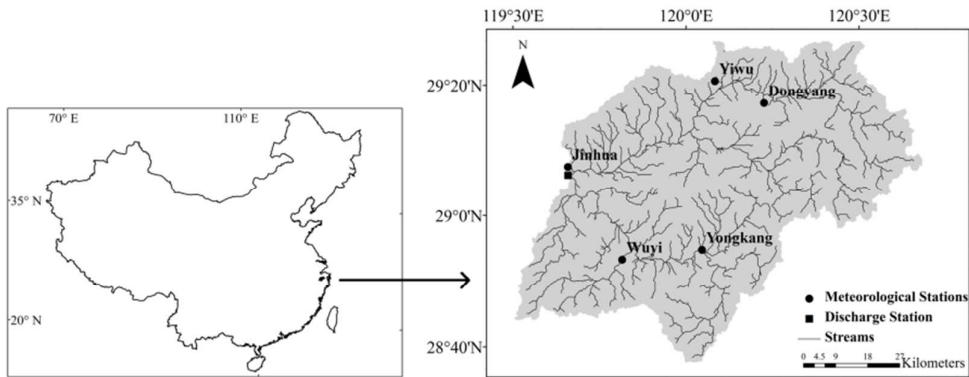 119°30'E 120°0'E 120°30'E
N
29°20'N
29°0'N
28°40'N
70° E 110° E
35° N
20° N
Yiwu
Dongyang
Jinhua
Wuyi
Yongkang
Meteorological Stations
Discharge Station
Streams
0 4.5 9 18 27
Kilometers